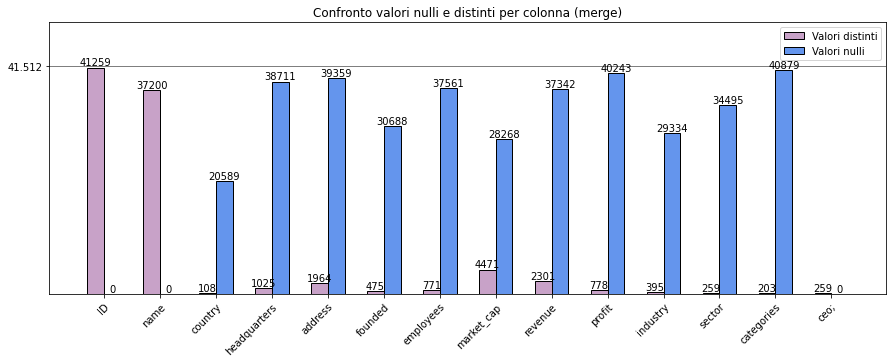 Confronto valori nulli e distinti per colonna (merge)
Valori distinti
Valori nulli
41.512
41259
0
37200
0
108
20589
1025
38711
1964
39359
475
30688
771
37561
4471
28268
2301
37342
778
40243
395
29334
259
34495
203
40879
259
0
ID
name
country
headquarters
address
founded
employees
market_cap
revenue
profit
industry
sector
categories
ceo;